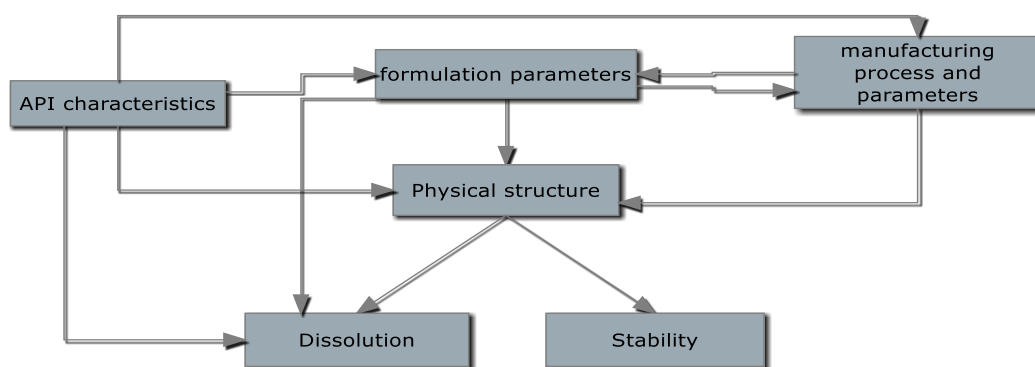 API characteristics
formulation parameters
manufacturing
process and
parameters
Physical structure
Dissolution
Stability